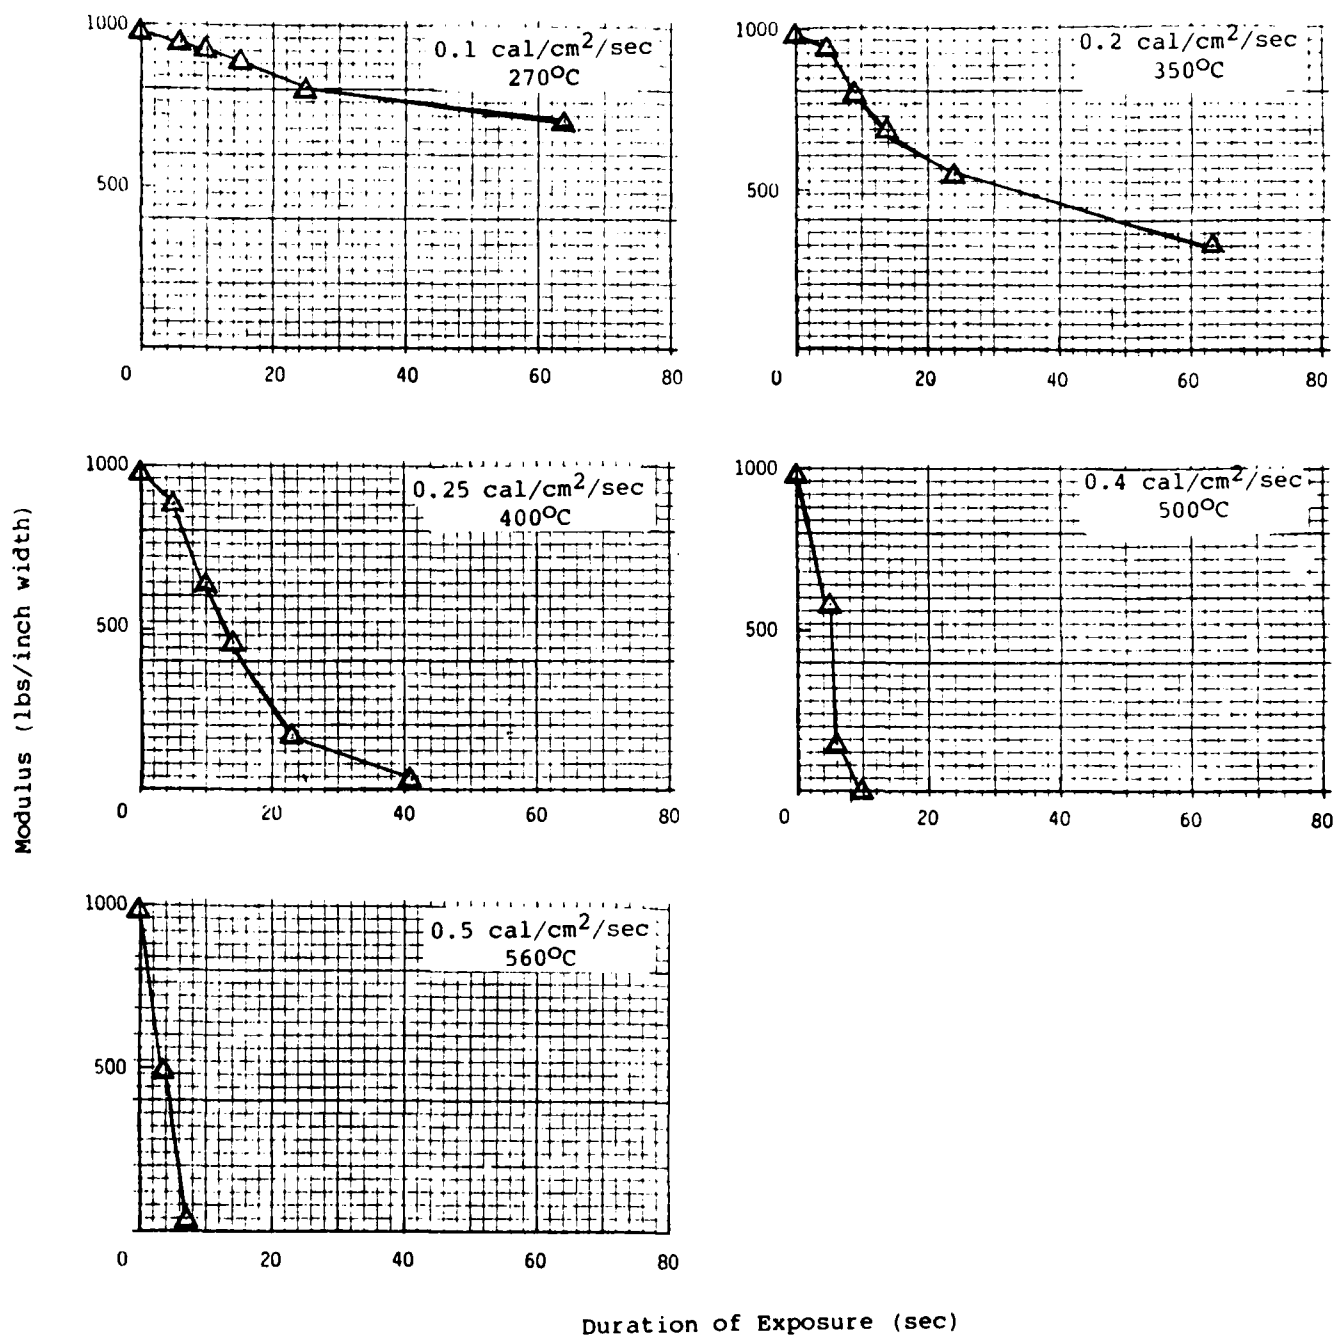 1000
500
0 20 40 60 80
0.1 cal/cm²/sec
270°C
1000
500
0 20 40 60 80
0.2 cal/cm²/sec
350°C
1000
500
0 20 40 60 80
0.25 cal/cm²/sec
400°C
1000
500
0 20 40 60 80
0.4 cal/cm²/sec
500°C
1000
500
0 20 40 60 80
0.5 cal/cm²/sec
560°C
Modulus (lbs/inch width)
Duration of Exposure (sec)